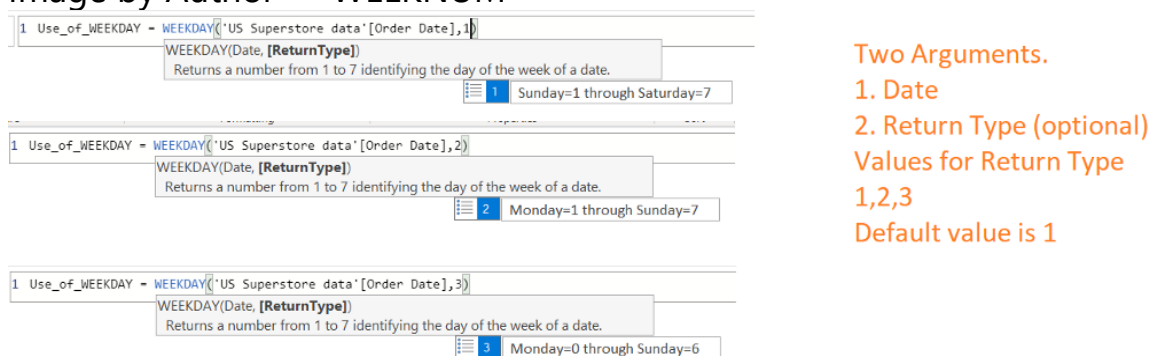 Image by Author — WEEKNUM
1 Use_of_WEEKDAY = WEEKDAY('US Superstore data'[Order Date],1)
WEEKDAY(Date, [ReturnType])
Returns a number from 1 to 7 identifying the day of the week of a date.
1 Sunday=1 through Saturday=7
Formatting Properties
1 Use_of_WEEKDAY = WEEKDAY('US Superstore data'[Order Date],2)
WEEKDAY(Date, [ReturnType])
Returns a number from 1 to 7 identifying the day of the week of a date.
2 Monday=1 through Sunday=7
1 Use_of_WEEKDAY = WEEKDAY('US Superstore data'[Order Date],3)
WEEKDAY(Date, [ReturnType])
Returns a number from 1 to 7 identifying the day of the week of a date.
3 Monday=0 through Sunday=6
Two Arguments.
1. Date
2. Return Type (optional)
Values for Return Type
1,2,3
Default value is 1